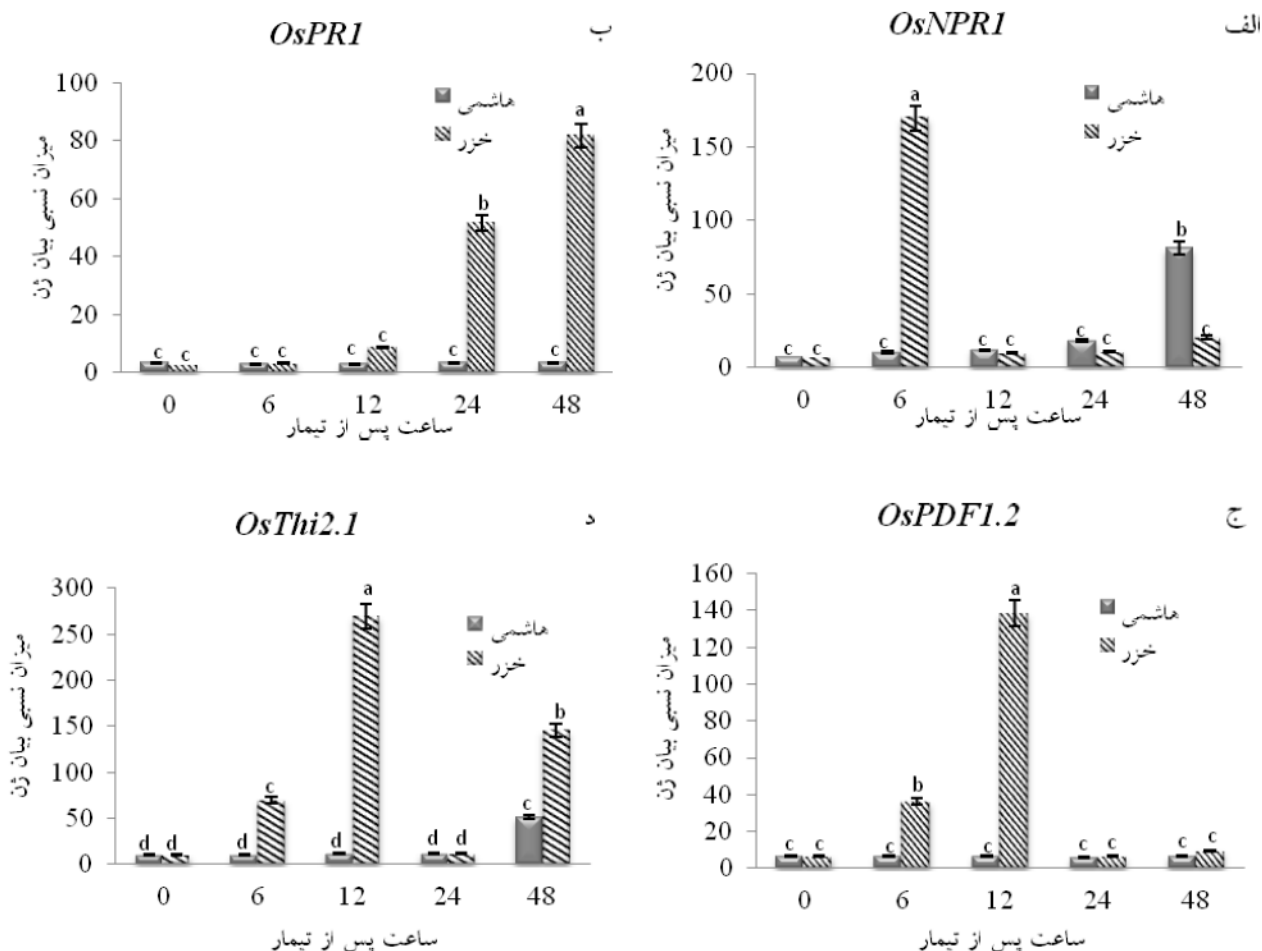 الف
OsNPR1
میزان نسبی بیان ژن
200
150
100
50
0
هاشمی
خزر
c c c a c c c c b c
0 6 12 24 48
ساعت پس از تیمار
ب
OsPR1
میزان نسبی بیان ژن
100
80
60
40
20
0
هاشمی
خزر
c c c c c c c b c a
0 6 12 24 48
ساعت پس از تیمار
ج
OsPDF1.2
میزان نسبی بیان ژن
160
140
120
100
80
60
40
20
0
هاشمی
خزر
c c c b c a c c c c
0 6 12 24 48
ساعت پس از تیمار
د
OsThi2.1
میزان نسبی بیان ژن
300
250
200
150
100
50
0
هاشمی
خزر
d d d c d a d d c b
0 6 12 24 48
ساعت پس از تیمار